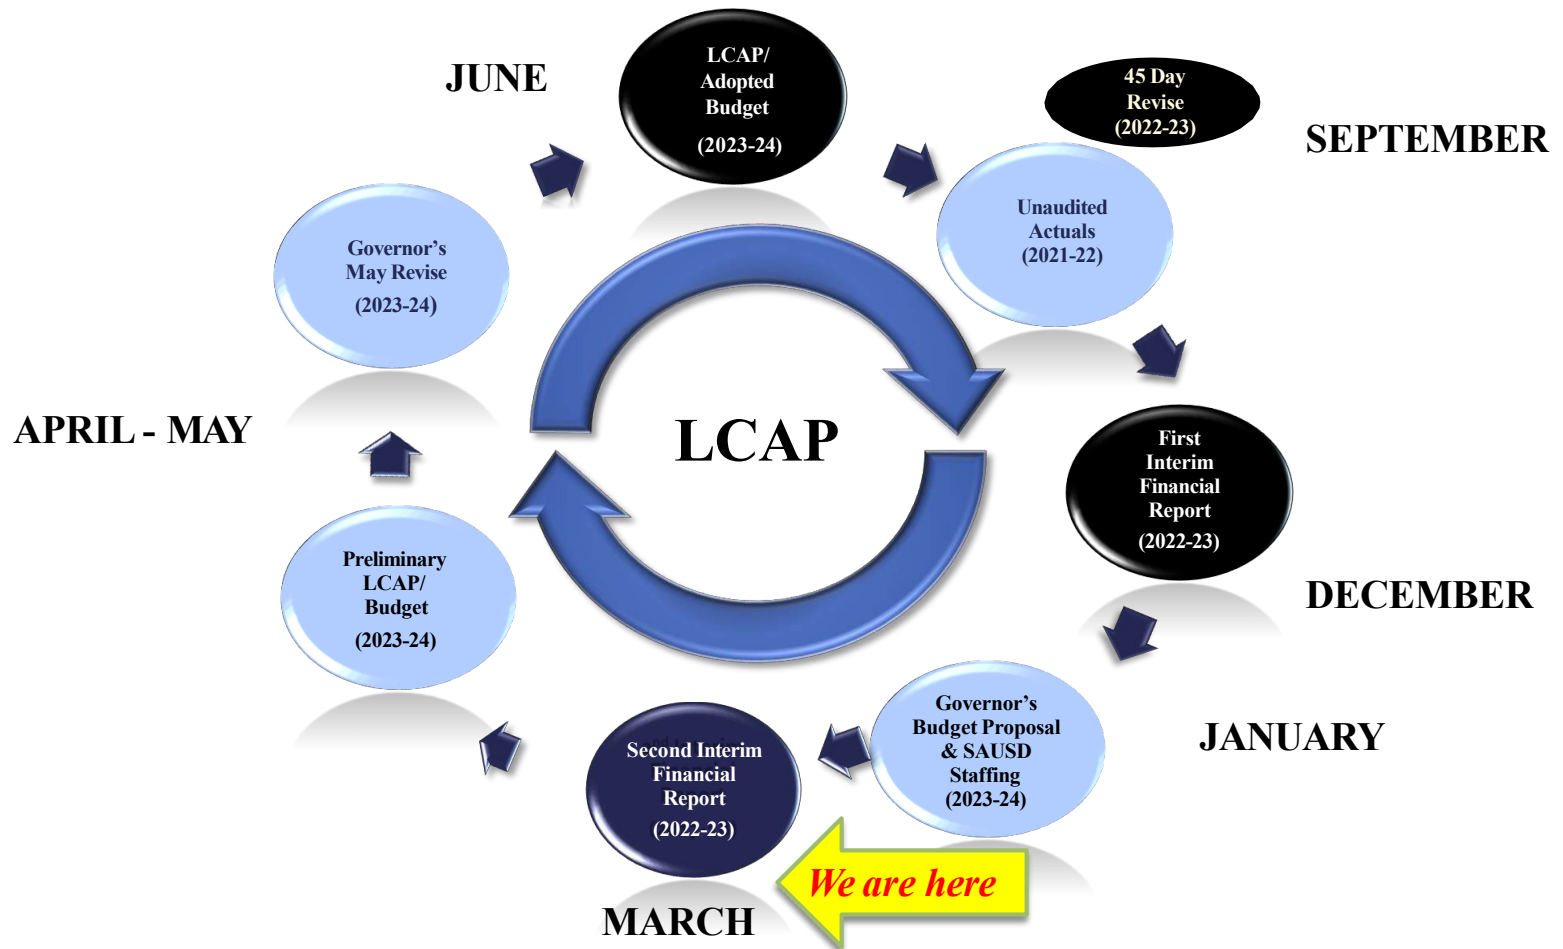 JUNE
LCAP/
Adopted
Budget
(2023-24)
45 Day
Revise
(2022-23)
SEPTEMBER
Unaudited
Actuals
(2021-22)
Governor’s
May Revise
(2023-24)
APRIL - MAY
LCAP
First
Interim
Financial
Report
(2022-23)
DECEMBER
Preliminary
LCAP/
Budget
(2023-24)
Governor’s
Budget Proposal
& SAUSD
Staffing
(2023-24)
JANUARY
Second Interim
Financial
Report
(2022-23)
We are here
MARCH